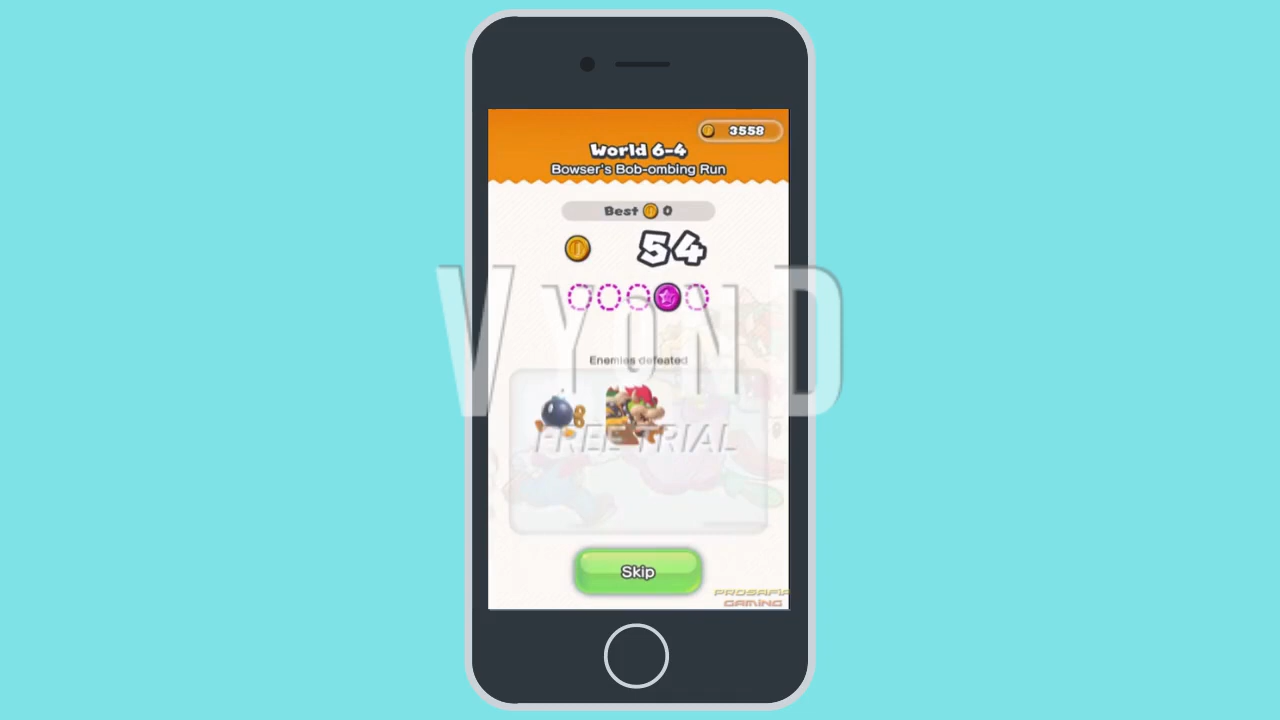 3558
World 6-4
Bowser's Bob-ombing Run
Best 0
54
VYOND
Enemies defeated
FREE TRIAL
Skip
PROSAFIA
GAMING